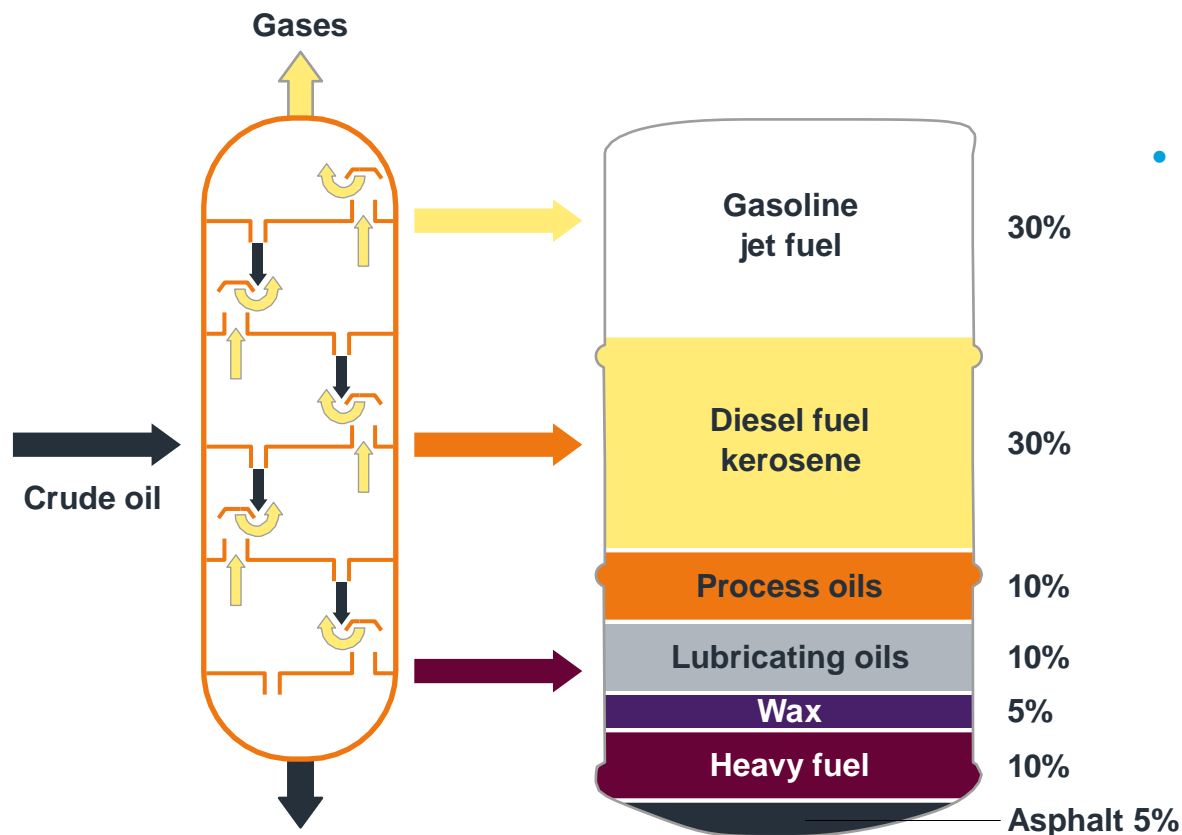 Gases
Crude oil
Gasoline
jet fuel
30%
Diesel fuel
kerosene
30%
Process oils
10%
Lubricating oils
10%
Wax
5%
Heavy fuel
10%
Asphalt 5%